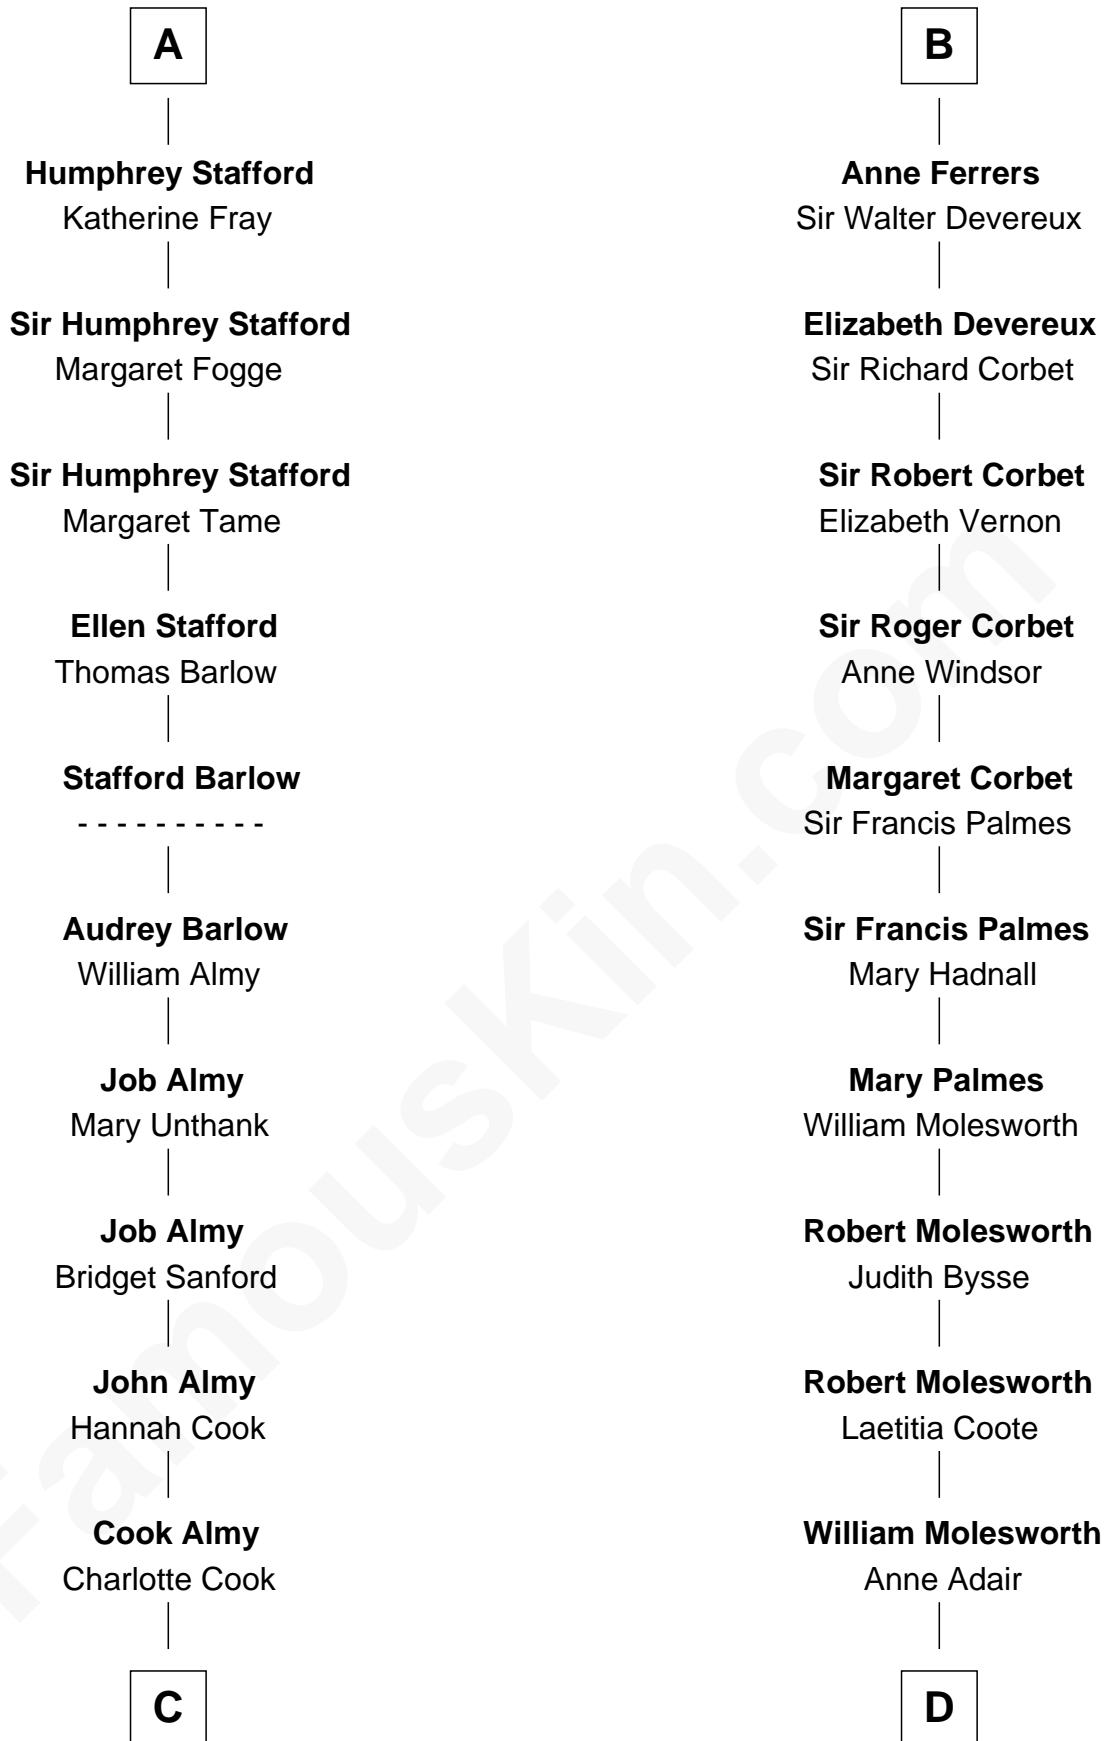 A
Humphrey Stafford
Katherine Fray
Sir Humphrey Stafford
Margaret Fogge
Sir Humphrey Stafford
Margaret Tame
Ellen Stafford
Thomas Barlow
Stafford Barlow
- - - - - - - - - -
Audrey Barlow
William Almy
Job Almy
Mary Unthank
Job Almy
Bridget Sanford
John Almy
Hannah Cook
Cook Almy
Charlotte Cook
C
B
Anne Ferrers
Sir Walter Devereux
Elizabeth Devereux
Sir Richard Corbet
Sir Robert Corbet
Elizabeth Vernon
Sir Roger Corbet
Anne Windsor
Margaret Corbet
Sir Francis Palmes
Sir Francis Palmes
Mary Hadnall
Mary Palmes
William Molesworth
Robert Molesworth
Judith Bysse
Robert Molesworth
Laetitia Coote
William Molesworth
Anne Adair
D
FamousKin.com